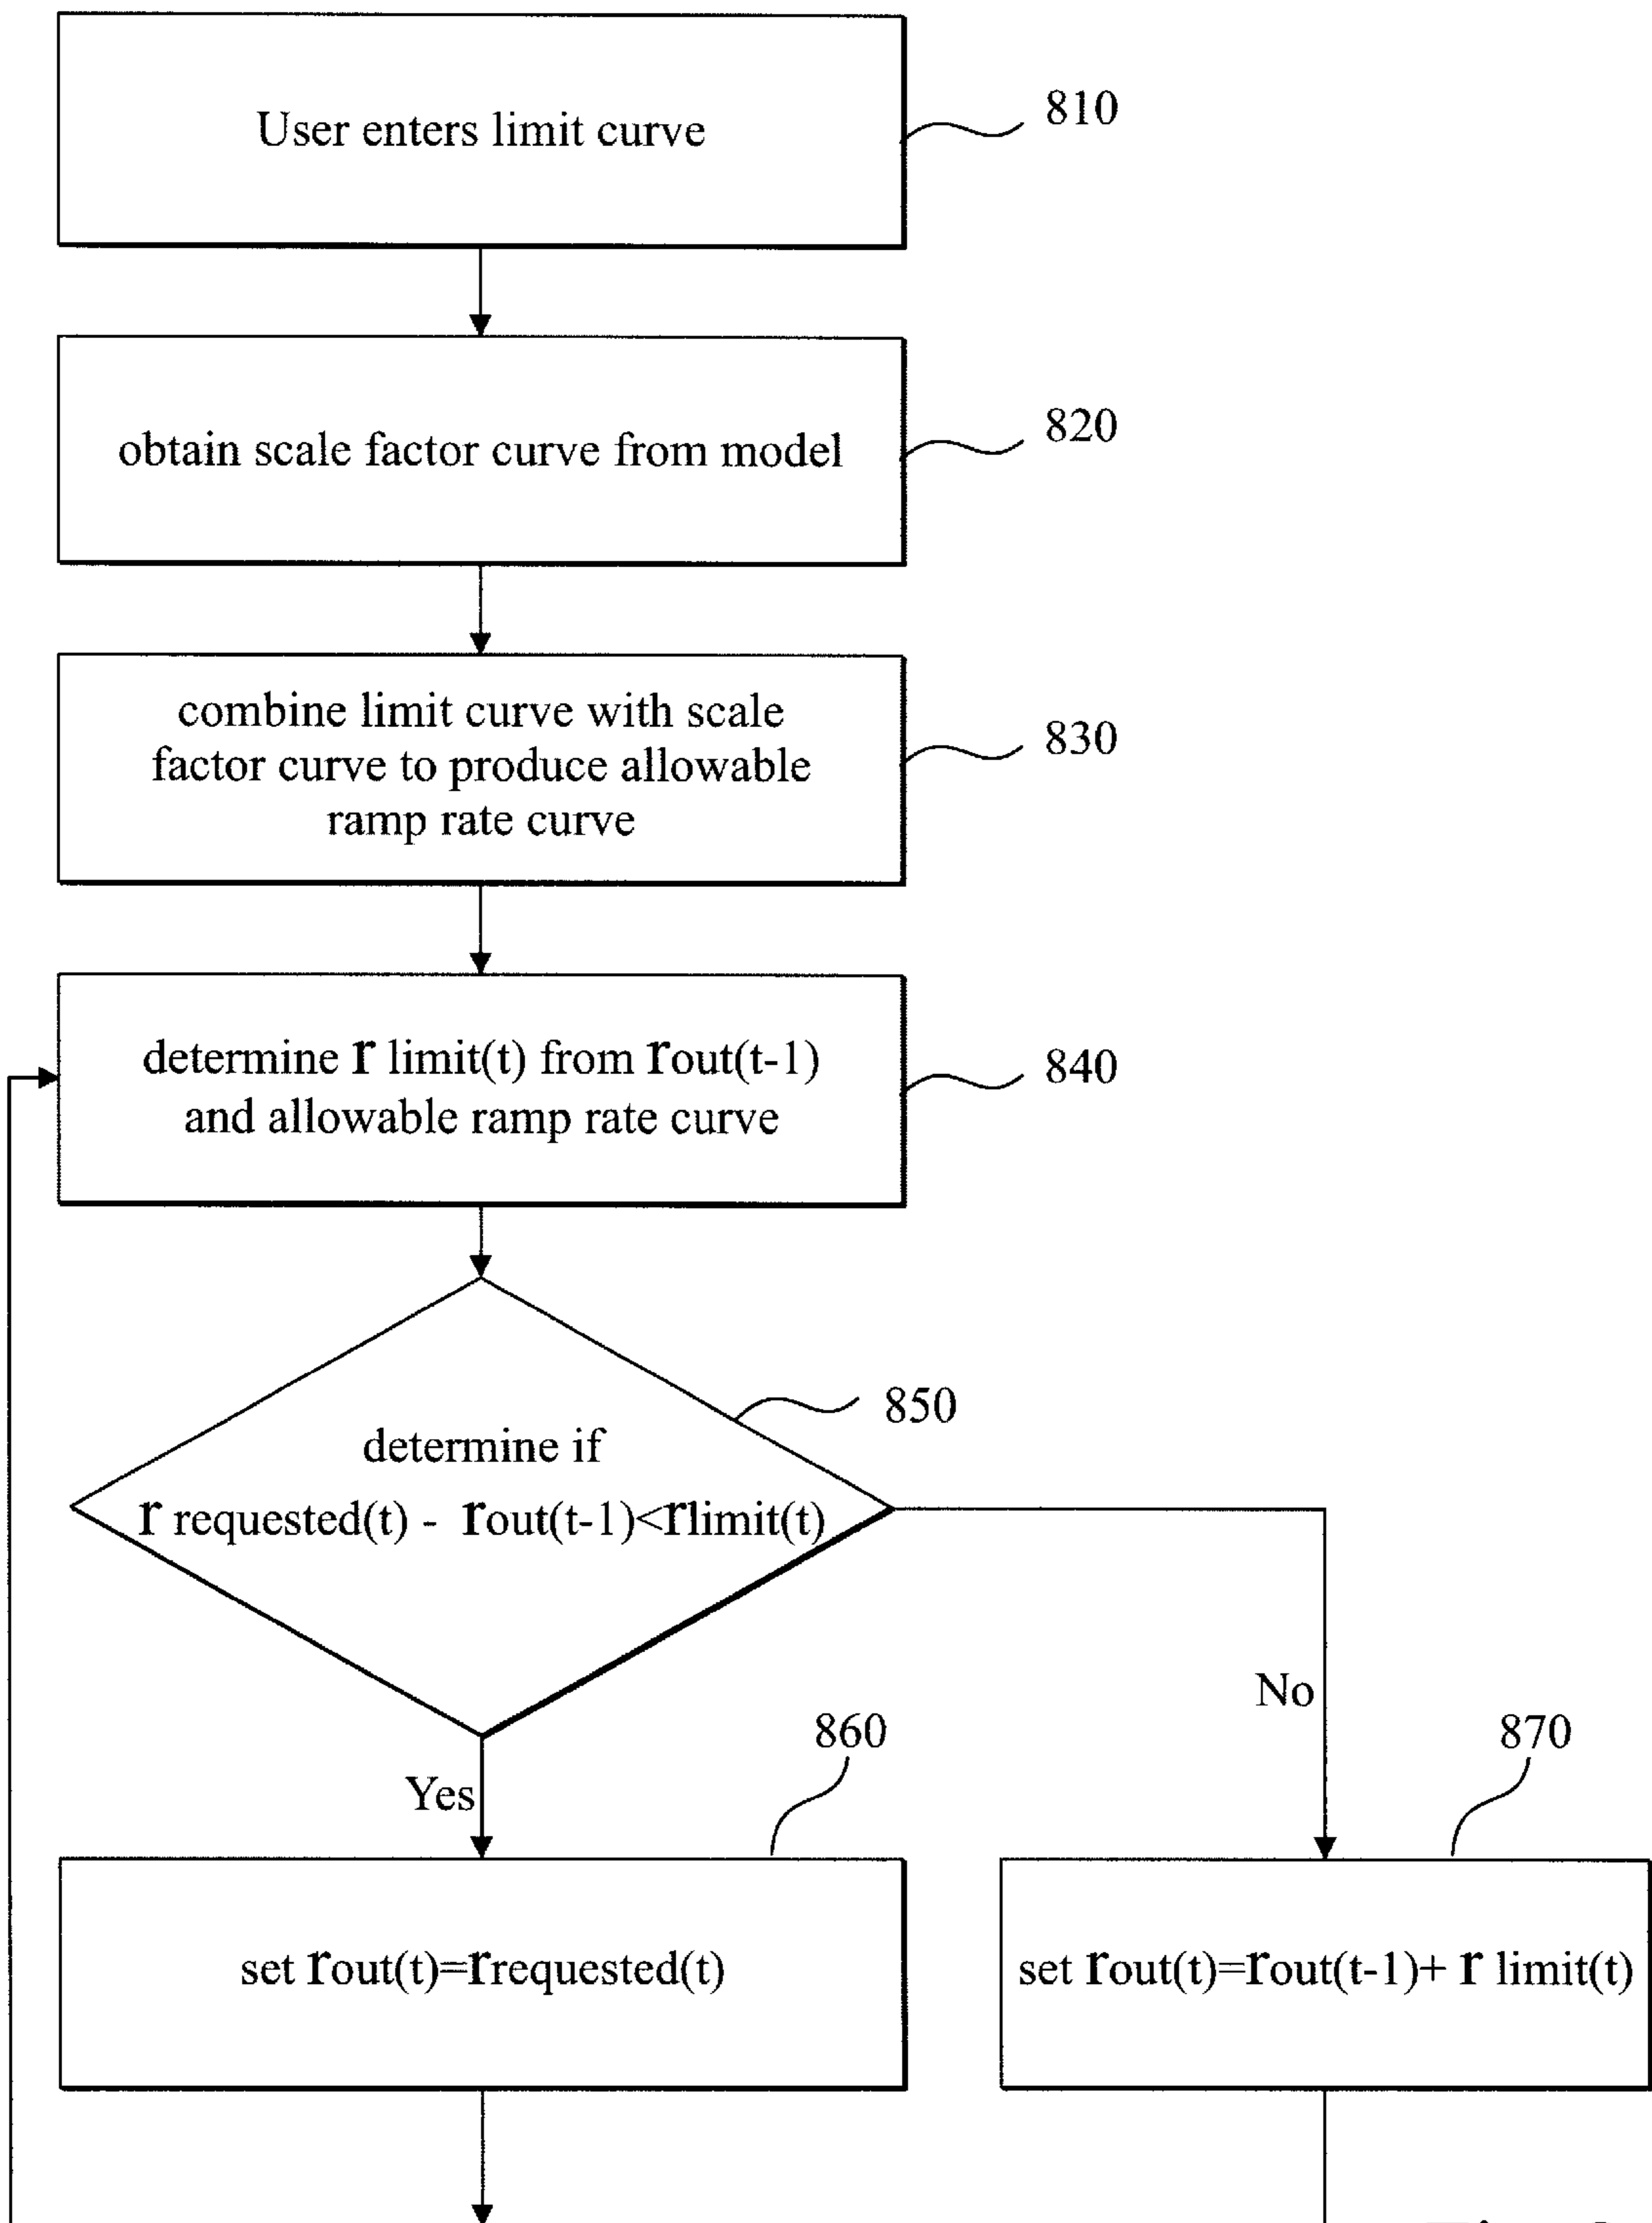 User enters limit curve
810
obtain scale factor curve from model
820
combine limit curve with scale
factor curve to produce allowable
ramp rate curve
830
determine r limit(t) from rout(t-1)
and allowable ramp rate curve
840
determine if
r requested(t) - rout(t-1)<rlimit(t)
850
No
Yes
860
870
set rout(t)=rrequested(t)
set rout(t)=rout(t-1)+ r limit(t)